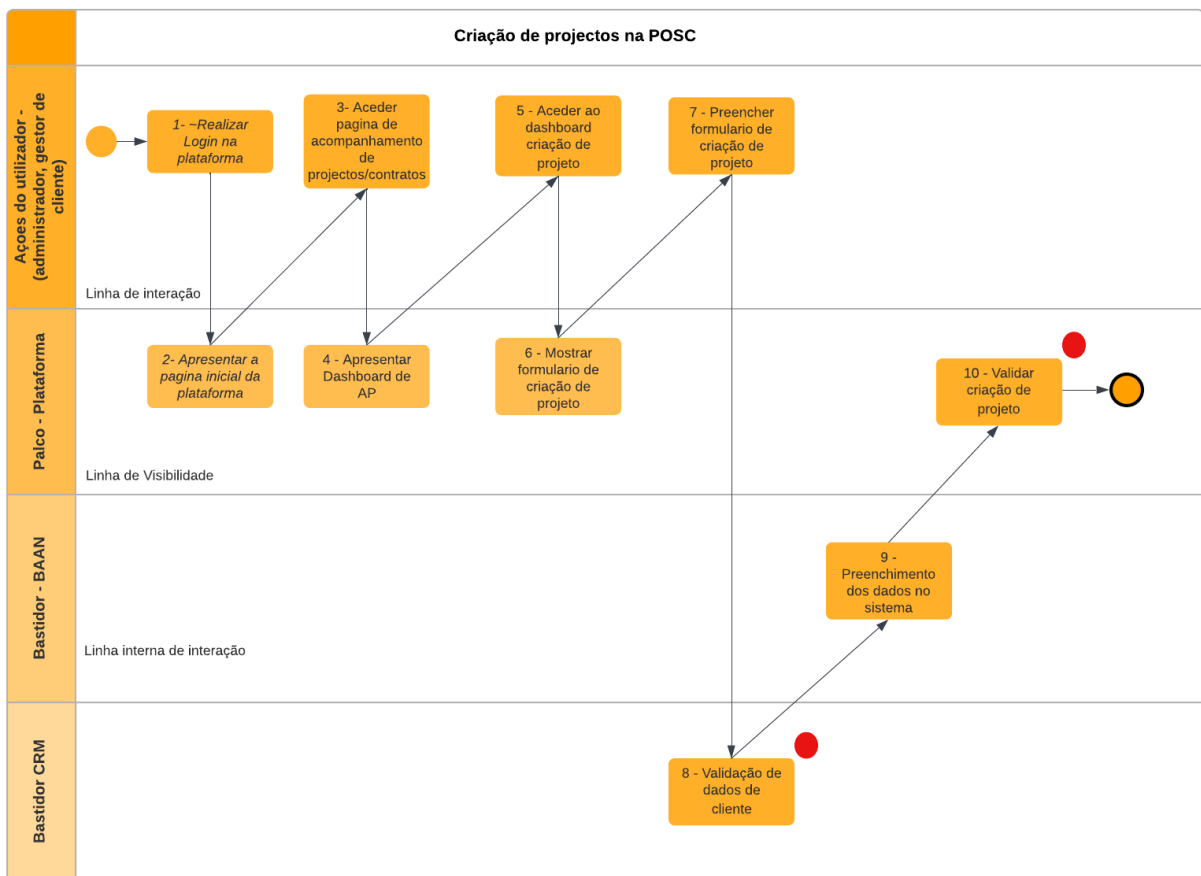 Criação de projectos na POSC
Açoes do utilizador -
(administrador, gestor de
cliente)
1- ~Realizar
Login na
plataforma
3- Aceder
pagina de
acompanhamento
de
projectos/contratos
5 - Aceder ao
dashboard
criação de
projeto
7 - Preencher
formulario de
criação de
projeto
Linha de interação
Palco - Plataforma
2- Apresentar a
pagina inicial da
plataforma
4 - Apresentar
Dashboard de
AP
6 - Mostrar
formulario de
criação de
projeto
10 - Validar
criação de
projeto
Linha de Visibilidade
Bastidor - BAAN
9 -
Preenchimento
dos dados no
sistema
Linha interna de interação
Bastidor CRM
8 - Validação de
dados de
cliente